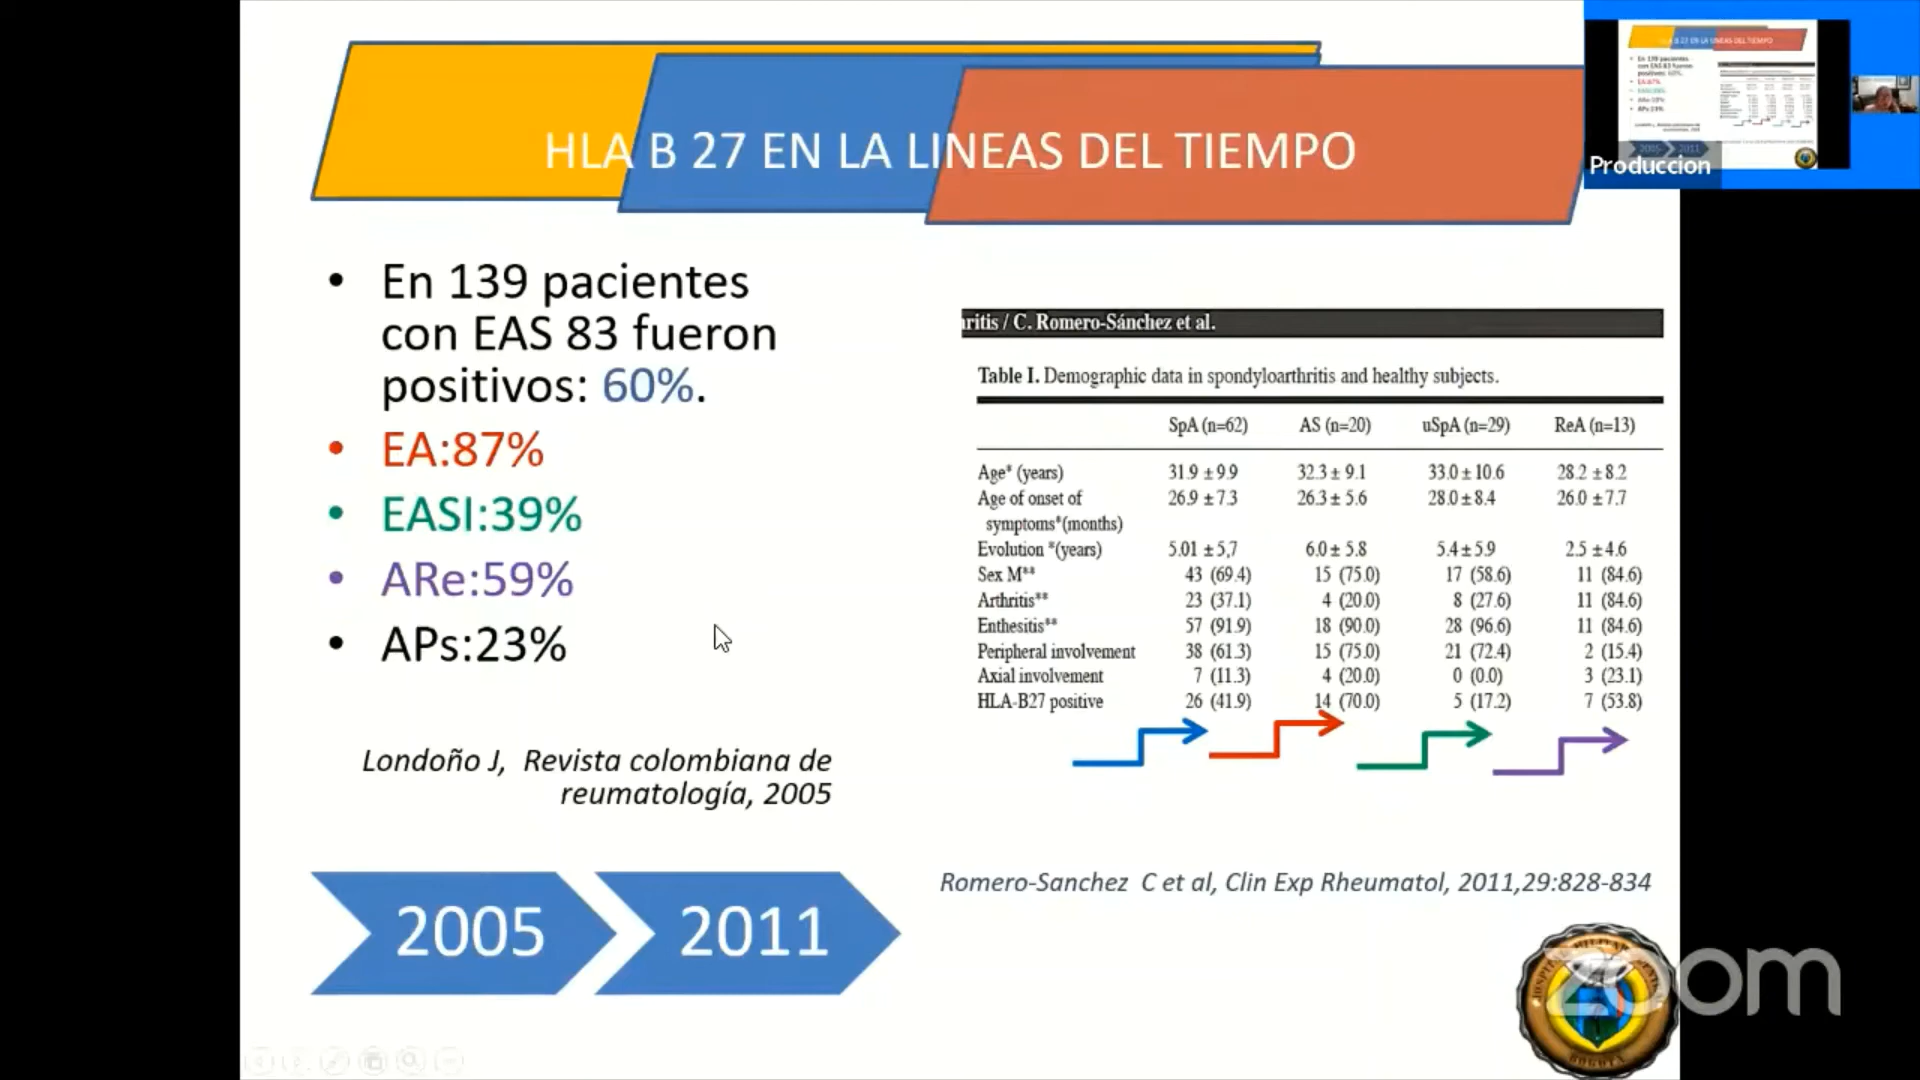 HLA B 27 EN LA LINEAS DEL TIEMPO
Produccion
• En 139 pacientes
con EAS 83 fueron
positivos: 60%.
• EA:87%
• EASI:39%
• ARe:59%
• APs:23%
Londoño J, Revista colombiana de
reumatología, 2005
ritis / C. Romero-Sánchez et al.
Table I. Demographic data in spondyloarthritis and healthy subjects.
SpA (n=62) AS (n=20) uSpA (n=29) ReA (n=13)
Age* (years) 31.9 ±9.9 32.3 ± 9.1 33.0 ± 10.6 28.2 ±8.2
Age of onset of 26.9 ±7.3 26.3 ± 5.6 28.0 ± 8.4 26.0 ±7.7
symptoms*(months)
Evolution *(years) 5.01 ±5,7 6.0 ± 5.8 5.4 ± 5.9 2.5 ±4.6
Sex M** 43 (69.4) 15 (75.0) 17 (58.6) 11 (84.6)
Arthritis** 23 (37.1) 4 (20.0) 8 (27.6) 11 (84.6)
Enthesitis** 57 (91.9) 18 (90.0) 28 (96.6) 11 (84.6)
Peripheral involvement 38 (61.3) 15 (75.0) 21 (72.4) 2 (15.4)
Axial involvement 7 (11.3) 4 (20.0) 0 (0.0) 3 (23.1)
HLA-B27 positive 26 (41.9) 14 (70.0) 5 (17.2) 7 (53.8)
Romero-Sanchez C et al, Clin Exp Rheumatol, 2011,29:828-834
2005 2011
zoom
BOGOTA